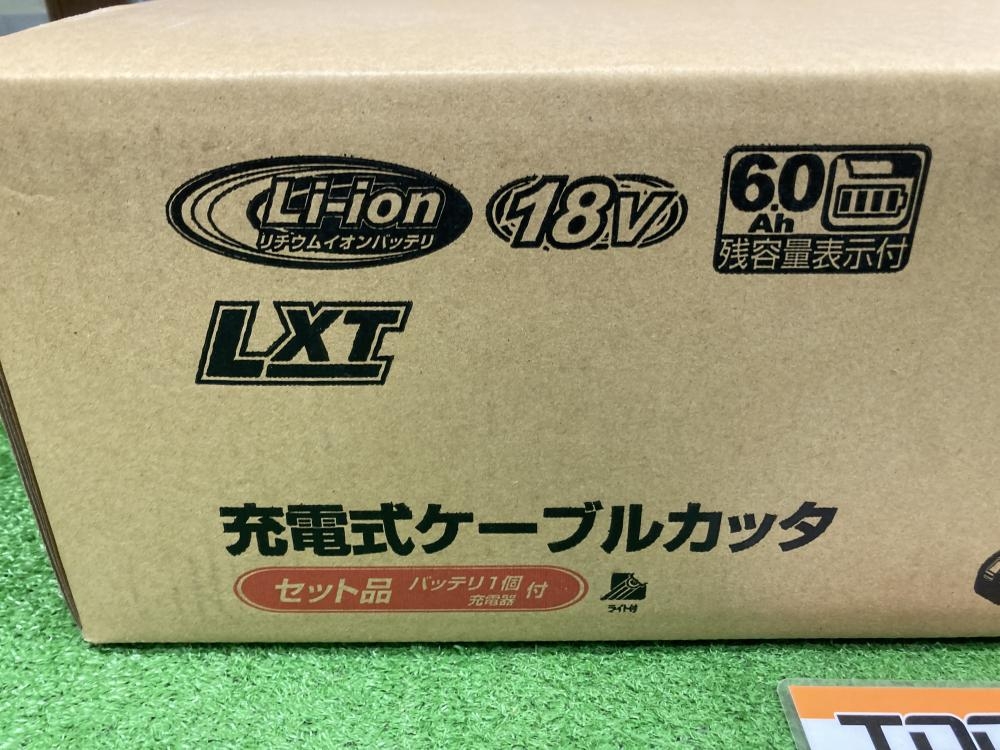 Li-ion
リチウムイオンバッテリ
18V
6.0
Ah
残容量表示付
LXT
充電式ケーブルカッタ
セット品 バッテリ1個 充電器 付
ライト付